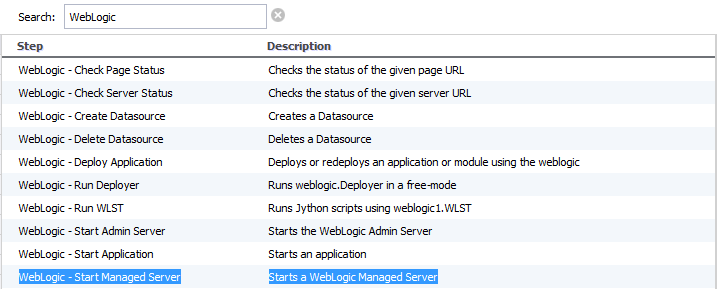 Search: WebLogic
Step Description
WebLogic - Check Page Status Checks the status of the given page URL
WebLogic - Check Server Status Checks the status of the given server URL
WebLogic - Create Datasource Creates a Datasource
WebLogic - Delete Datasource Deletes a Datasource
WebLogic - Deploy Application Deploys or redeploys an application or module using the weblogic
WebLogic - Run Deployer Runs weblogic.Deployer in a free-mode
WebLogic - Run WLST Runs Jython scripts using weblogic1.WLST
WebLogic - Start Admin Server Starts the WebLogic Admin Server
WebLogic - Start Application Starts an application
WebLogic - Start Managed Server Starts a WebLogic Managed Server